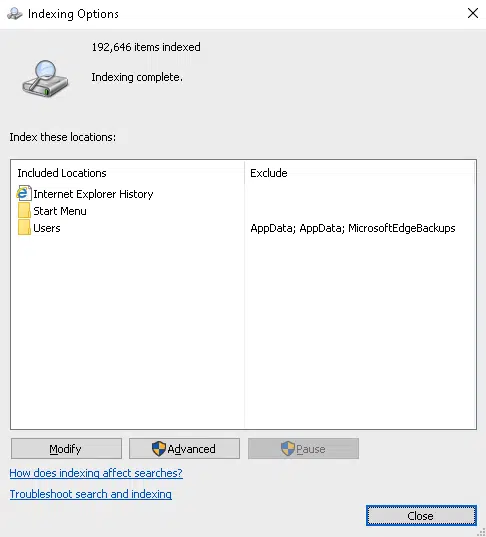 Indexing Options
192,646 items indexed
Indexing complete.
Index these locations:
Included Locations Exclude
Internet Explorer History
Start Menu
Users AppData; AppData; MicrosoftEdgeBackups
Modify Advanced Pause
How does indexing affect searches?
Troubleshoot search and indexing
Close